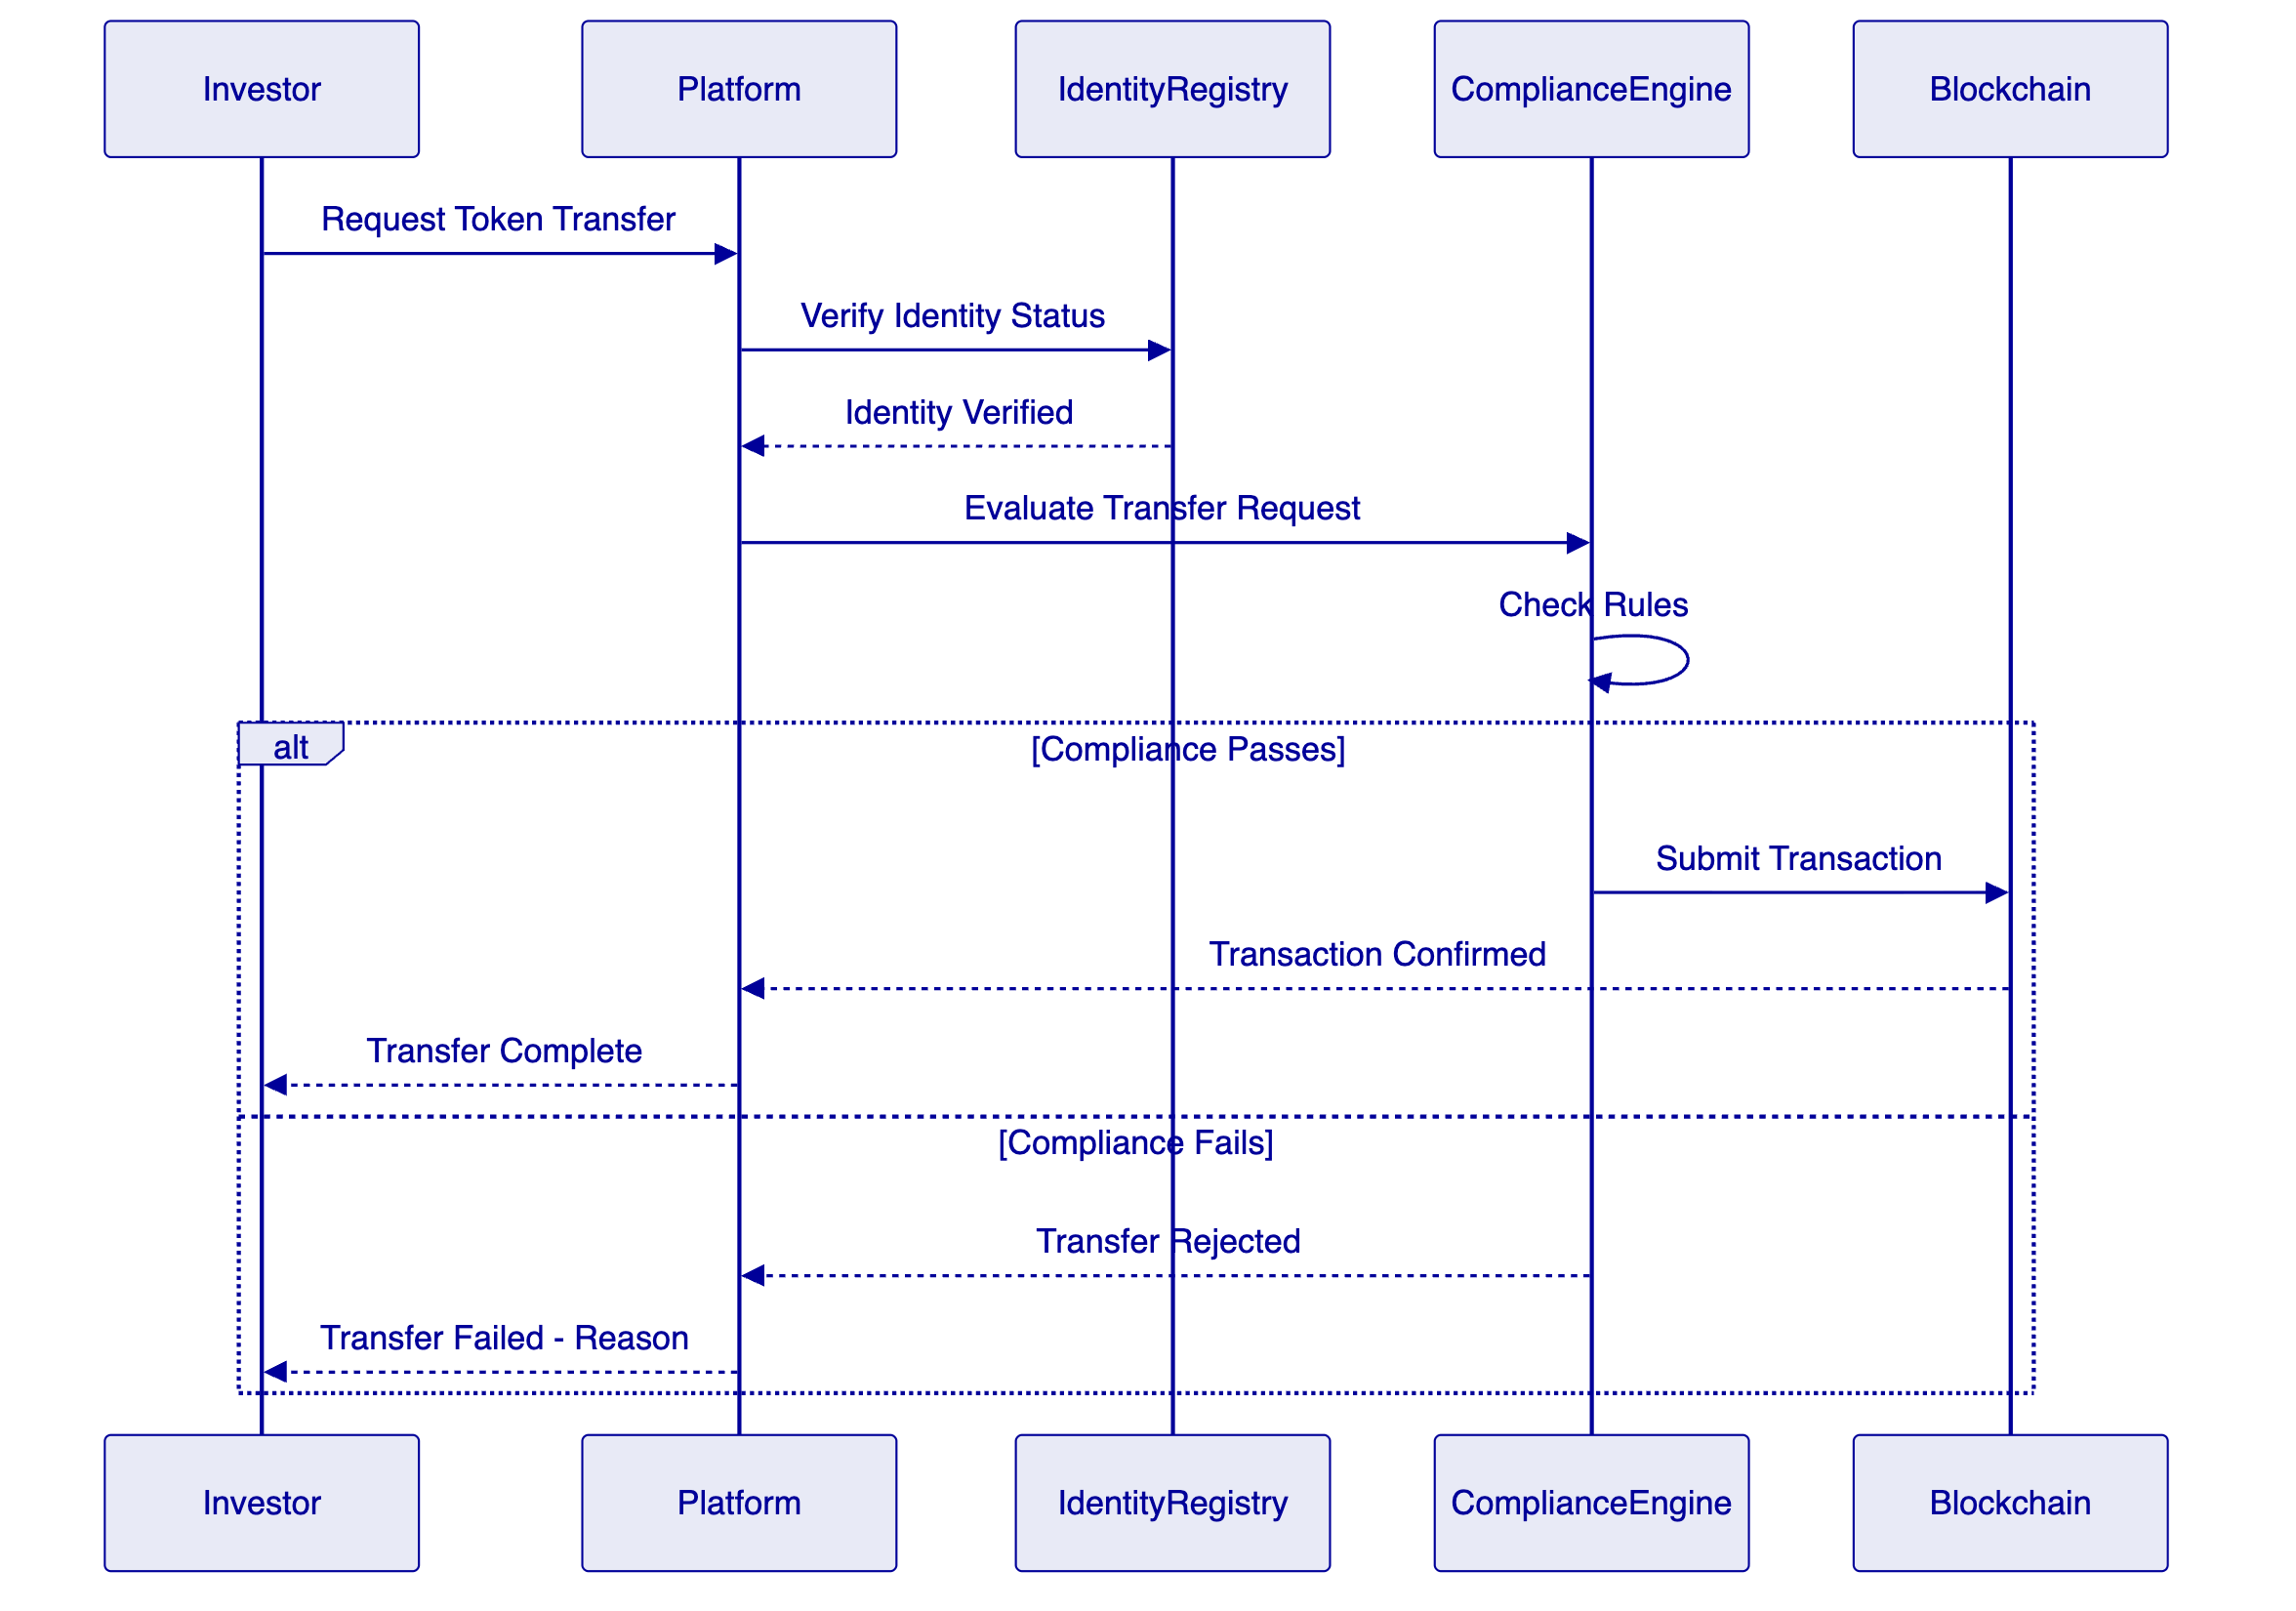 Investor
Platform
IdentityRegistry
ComplianceEngine
Blockchain
Request Token Transfer
Verify Identity Status
Identity Verified
Evaluate Transfer Request
Check Rules
alt
[Compliance Passes]
Submit Transaction
Transaction Confirmed
Transfer Complete
[Compliance Fails]
Transfer Rejected
Transfer Failed - Reason
Investor
Platform
IdentityRegistry
ComplianceEngine
Blockchain